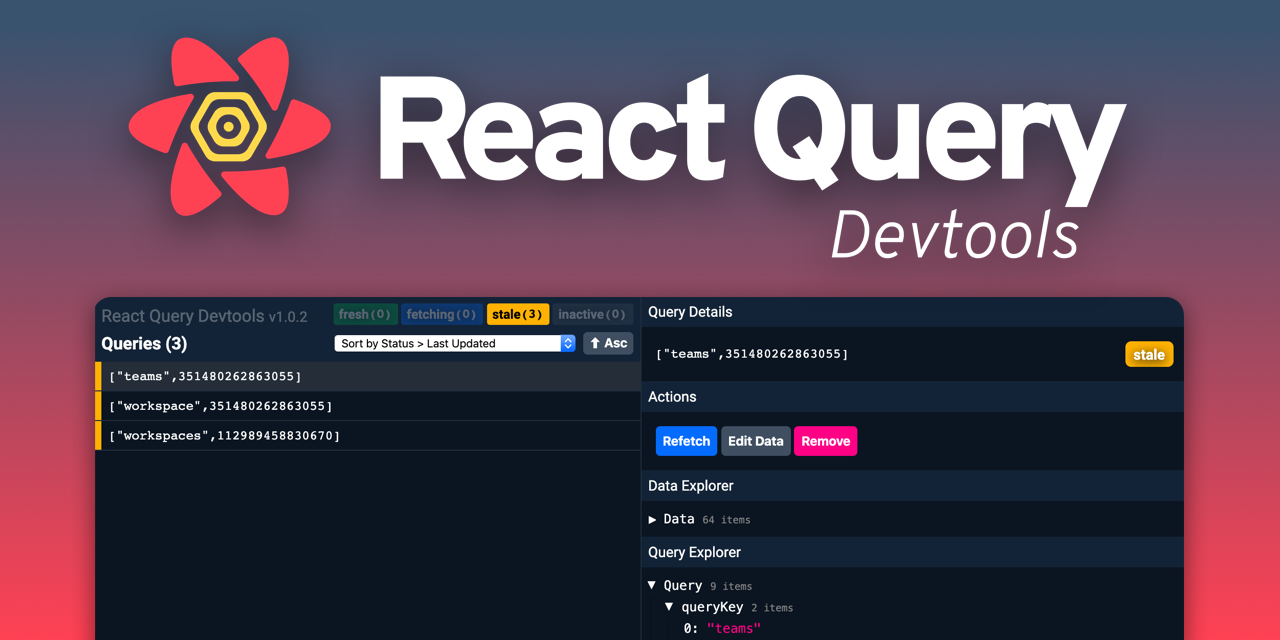 React Query
Devtools
React Query Devtools v1.0.2
fresh(0) fetching(0) stale(3) inactive(0)
Queries (3)
Sort by Status > Last Updated
⬆ Asc
["teams",351480262863055]
["workspace",351480262863055]
["workspaces",112989458830670]
Query Details
["teams",351480262863055]
stale
Actions
Refetch Edit Data Remove
Data Explorer
▶ Data 64 items
Query Explorer
▼ Query 9 items
▼ queryKey 2 items
0: "teams"